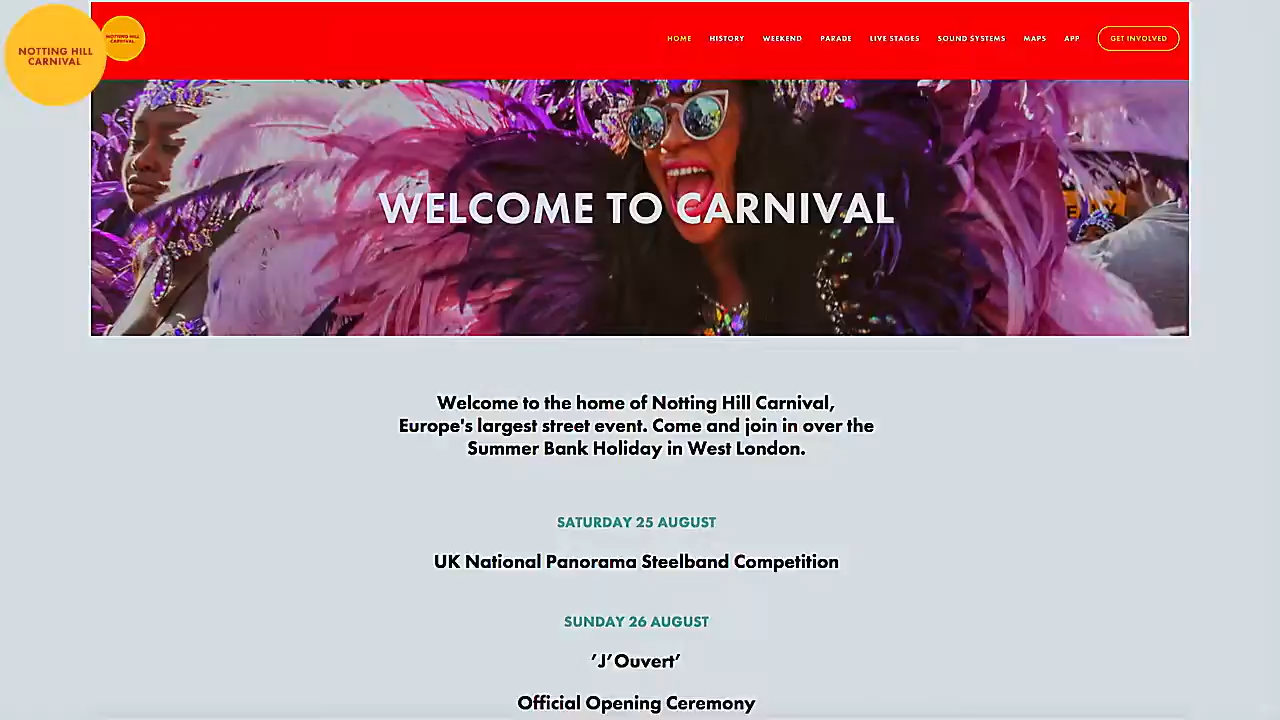 NOTTING HILL
CARNIVAL
NOTTING HILL
CARNIVAL
HOME HISTORY WEEKEND PARADE LIVE STAGES SOUND SYSTEMS MAPS APP GET INVOLVED
WELCOME TO CARNIVAL
Welcome to the home of Notting Hill Carnival,
Europe's largest street event. Come and join in over the
Summer Bank Holiday in West London.
SATURDAY 25 AUGUST
UK National Panorama Steelband Competition
SUNDAY 26 AUGUST
’J’Ouvert’
Official Opening Ceremony